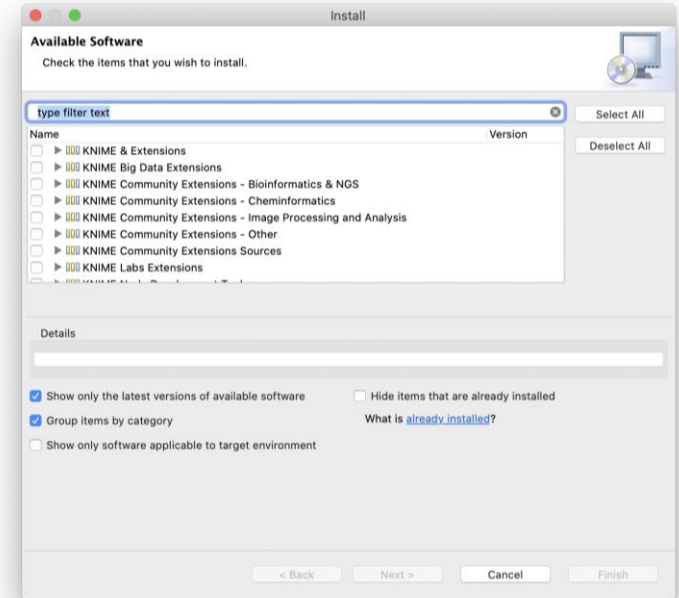 Install
Available Software
Check the items that you wish to install.
type filter text
Select All
Name Version
Deselect All
KNIME & Extensions
KNIME Big Data Extensions
KNIME Community Extensions - Bioinformatics & NGS
KNIME Community Extensions - Cheminformatics
KNIME Community Extensions - Image Processing and Analysis
KNIME Community Extensions - Other
KNIME Community Extensions Sources
KNIME Labs Extensions
Details
Show only the latest versions of available software Hide items that are already installed
Group items by category What is already installed?
Show only software applicable to target environment
< Back Next > Cancel Finish